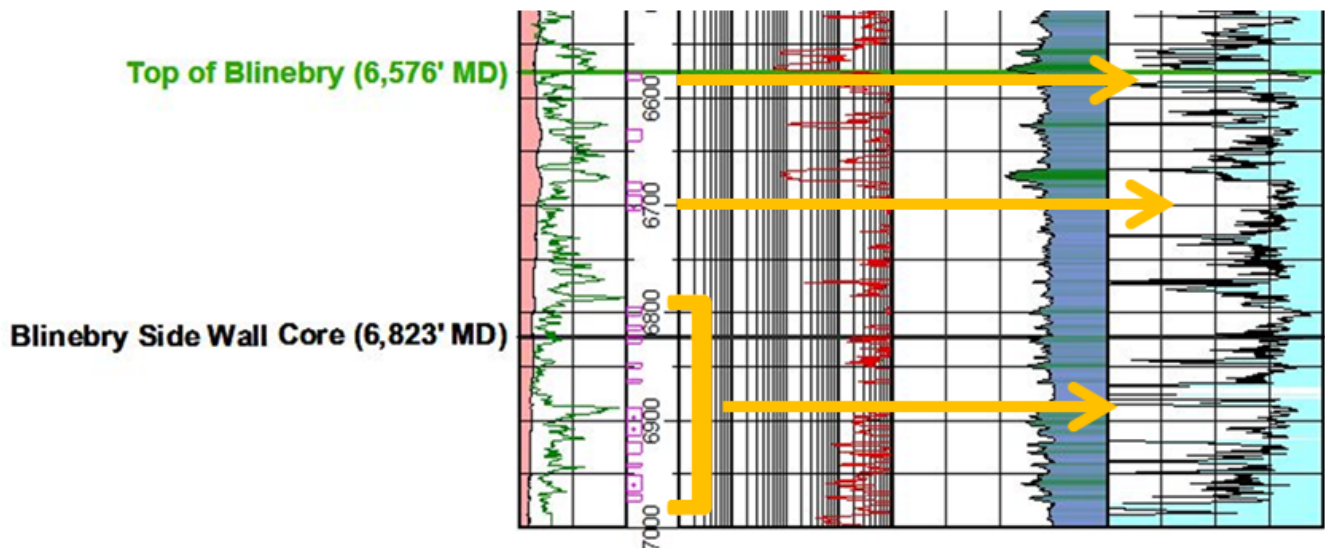 Top of Blinebry (6,576' MD)
6600
6700
6800
Blinebry Side Wall Core (6,823' MD)
6900
7000